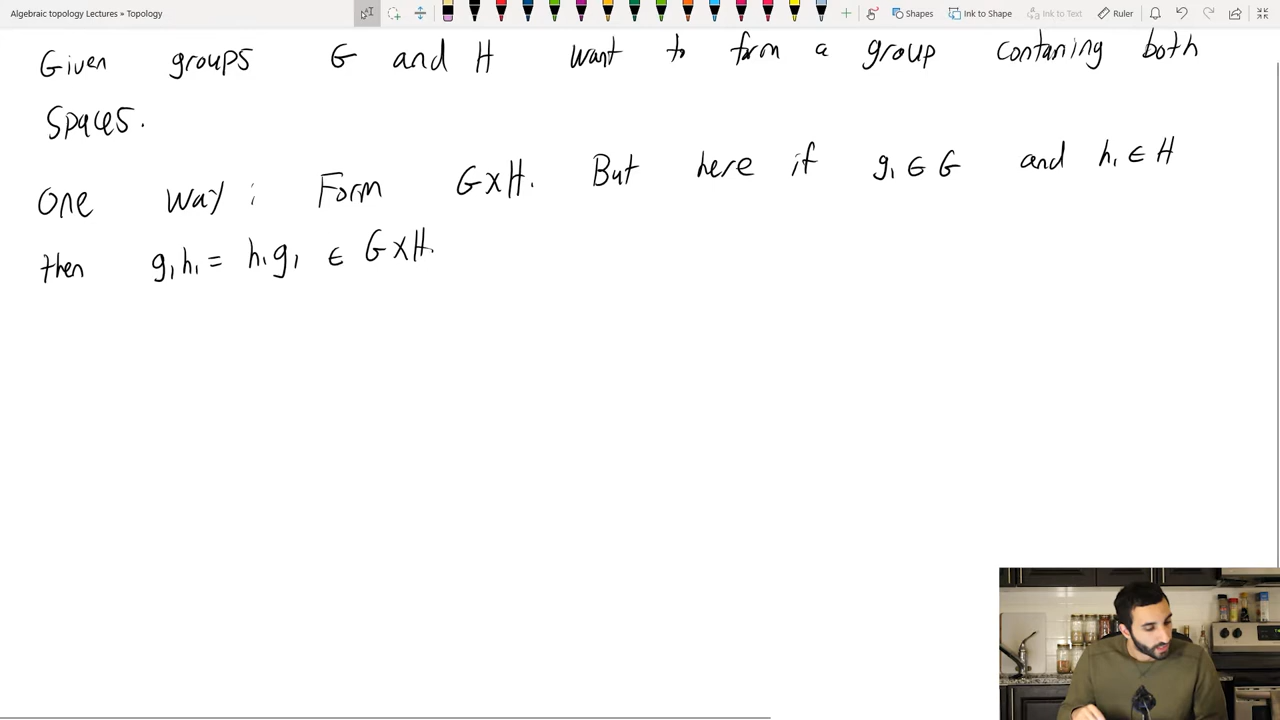 Algebraic topology Lectures » Topology
Shapes Ink to Shape Ink to Text Ruler
Given groups G and H want to form a group contaning both
spaces.
One way: Form G×H. But here if g₁ ∈ G and h₁ ∈ H
then g₁h₁ = h₁g₁ ∈ G×H.